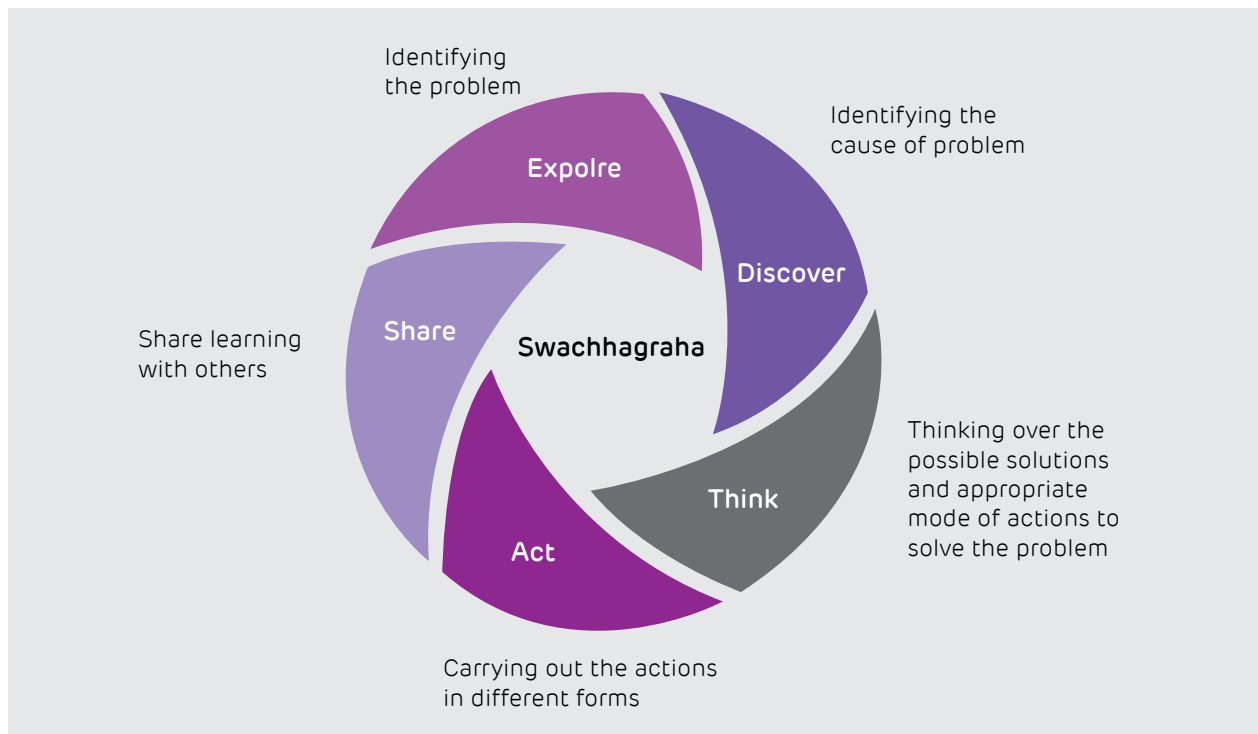 Identifying
the problem
Expolre
Identifying the
cause of problem
Discover
Thinking over the
possible solutions
and appropriate
mode of actions to
solve the problem
Think
Carrying out the actions
in different forms
Act
Share learning
with others
Share
Swachhagraha